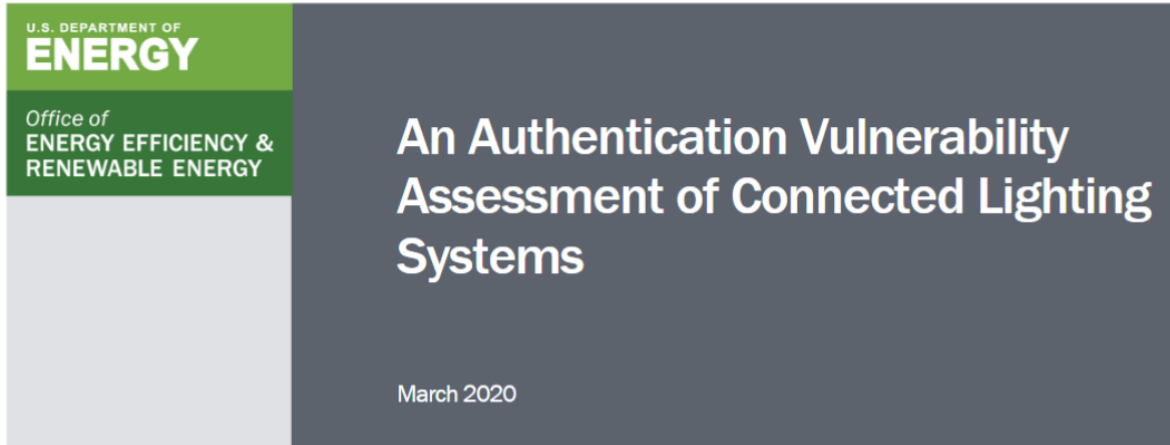 U.S. DEPARTMENT OF
ENERGY
Office of
ENERGY EFFICIENCY &
RENEWABLE ENERGY
An Authentication Vulnerability
Assessment of Connected Lighting
Systems
March 2020